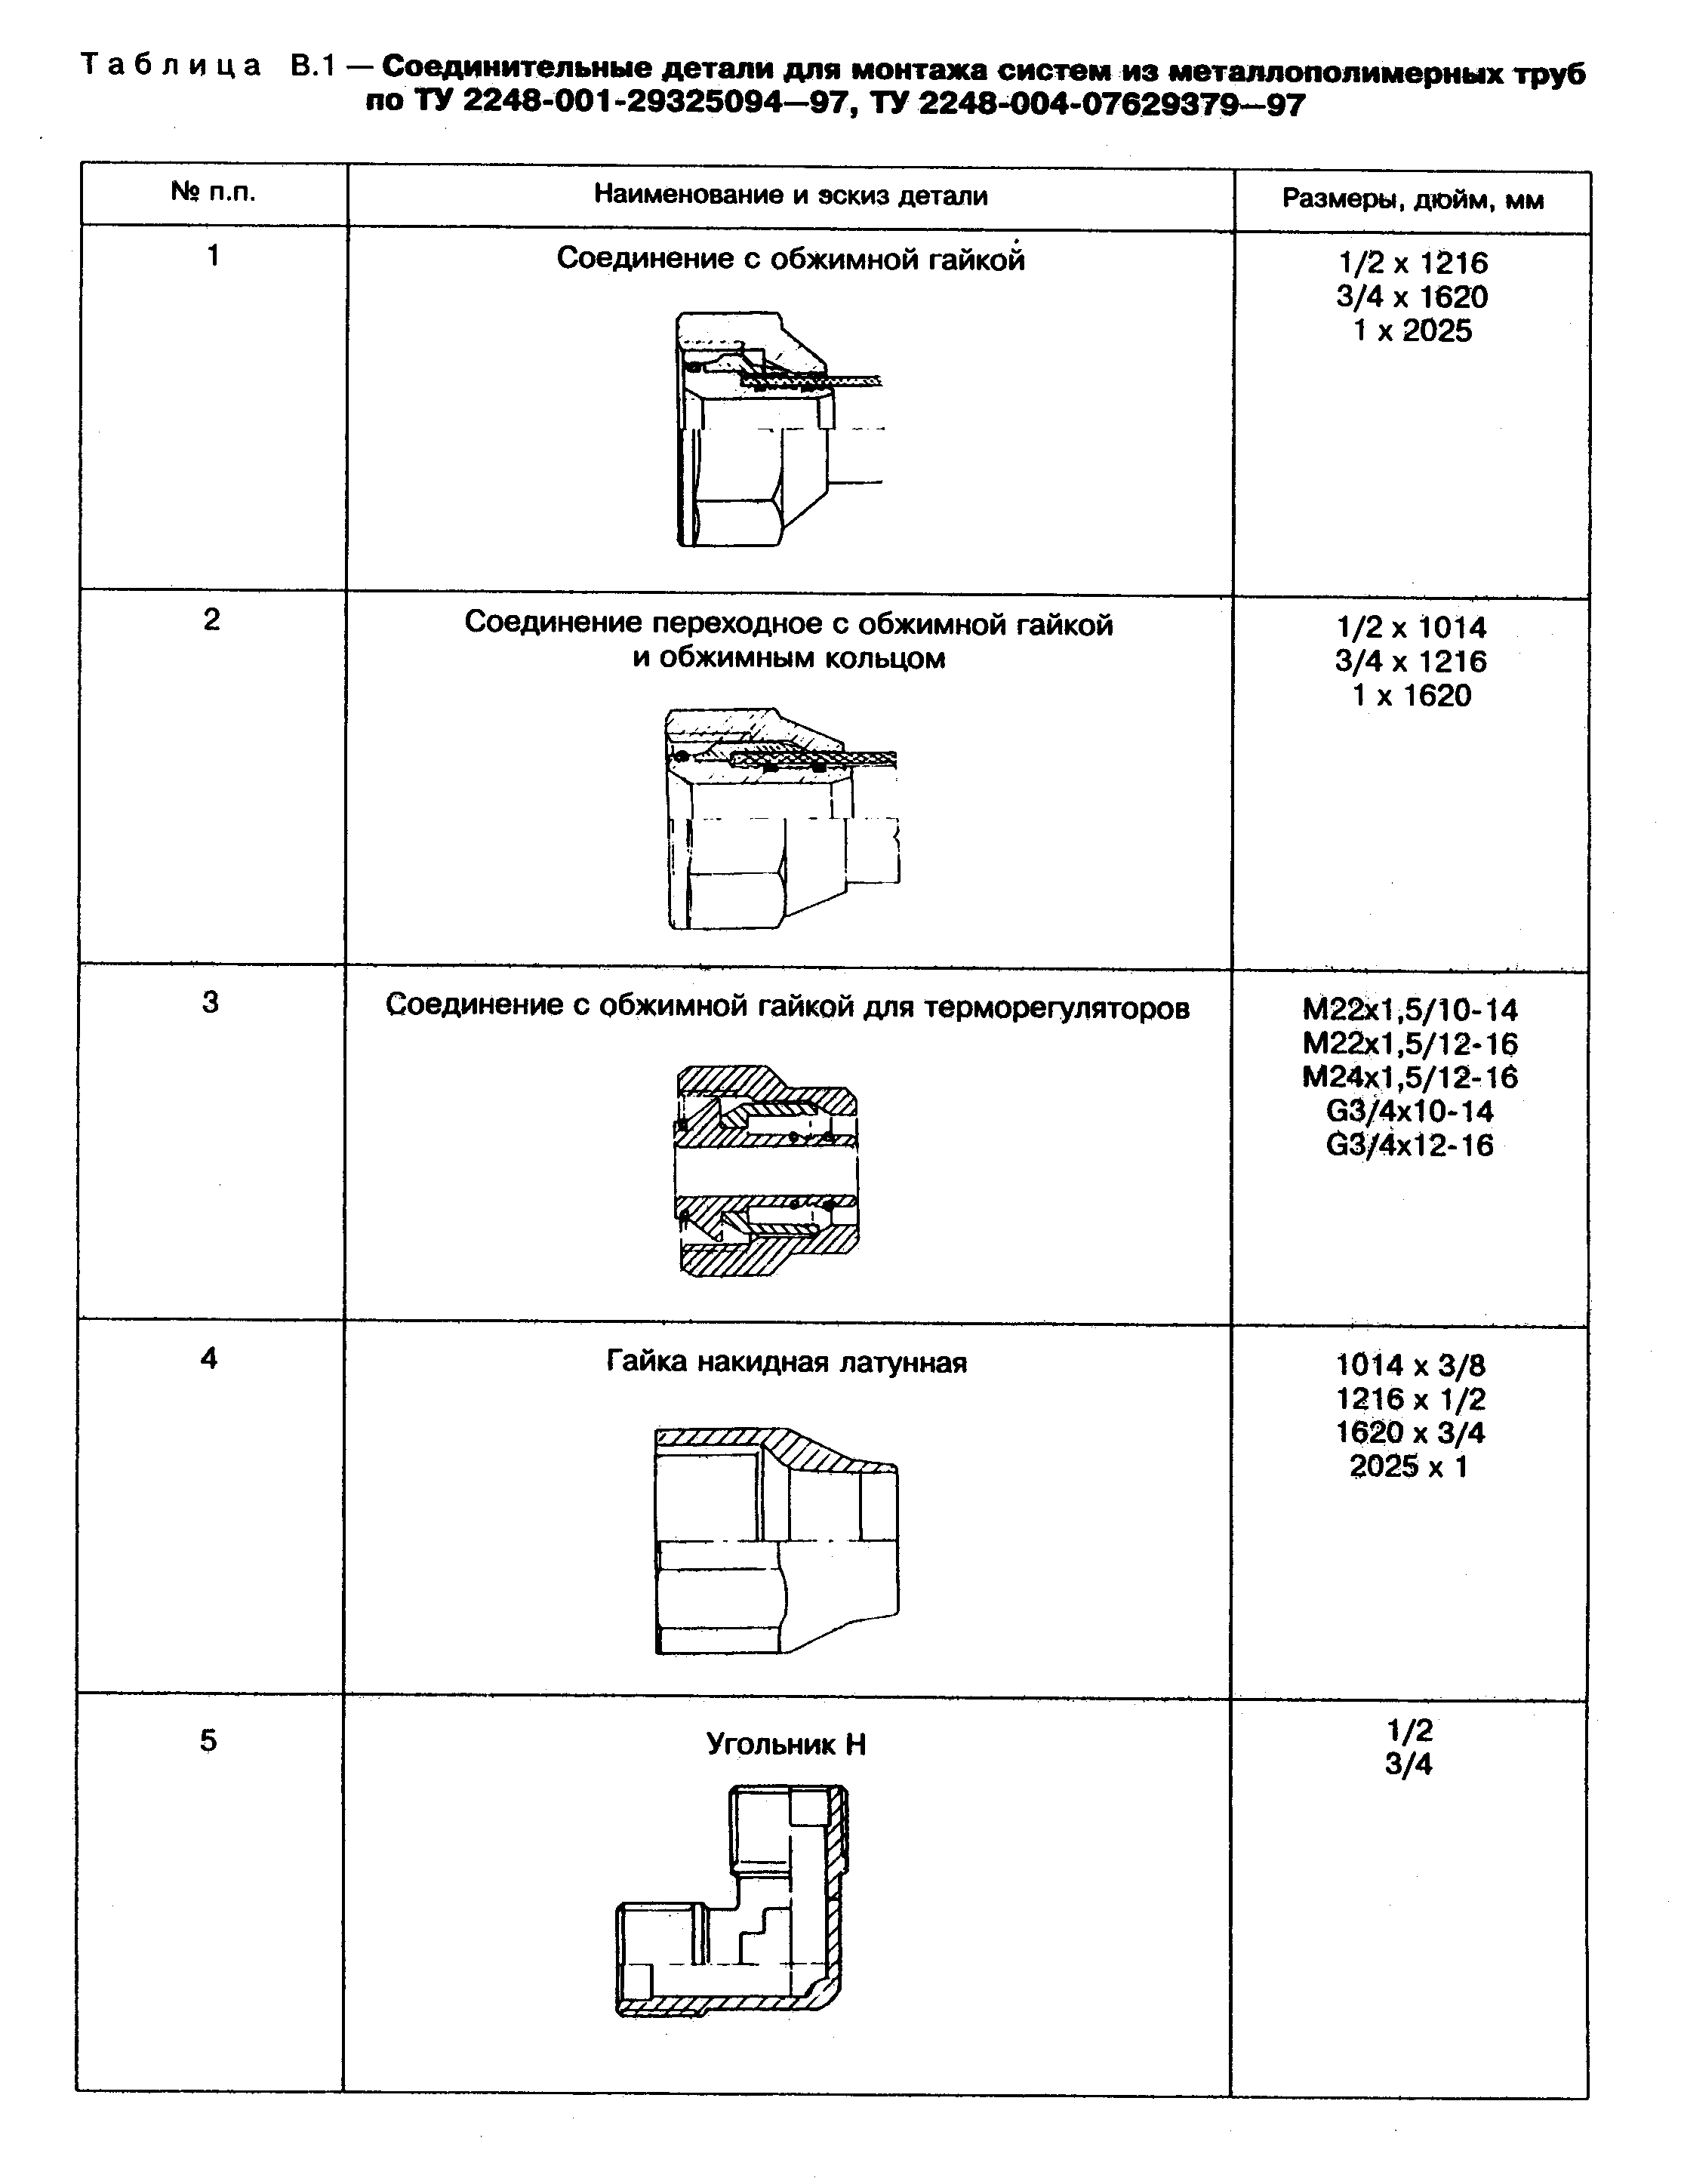 Таблица В.1 — Соединительные детали для монтажа систем из металлополимерных труб
по ТУ 2248-001-29325094—97, ТУ 2248-004-07629379—97
№ п.п.
Наименование и эскиз детали
Размеры, дюйм, мм
1
Соединение с обжимной гайкой
1/2 х 1216
3/4 х 1620
1 х 2025
2
Соединение переходное с обжимной гайкой
и обжимным кольцом
1/2 х 1014
3/4 х 1216
1 х 1620
3
Соединение с обжимной гайкой для терморегуляторов
М22х1,5/10-14
М22х1,5/12-16
М24х1,5/12-16
G3/4х10-14
G3/4х12-16
4
Гайка накидная латунная
1014 х 3/8
1216 х 1/2
1620 х 3/4
2025 х 1
5
Угольник Н
1/2
3/4